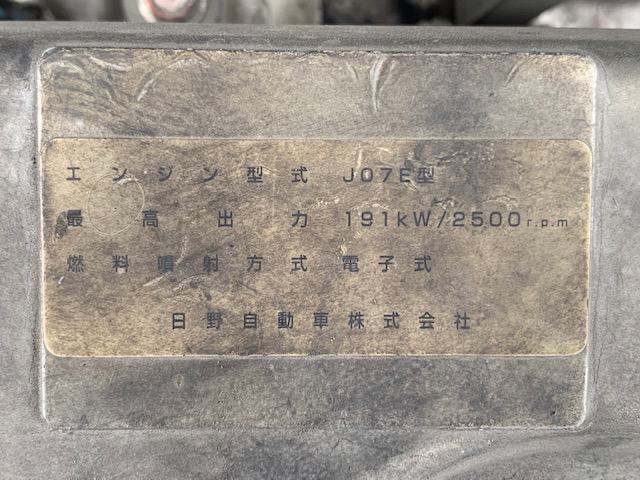 エンジン型式 J07E型
最高出力 191kW/2500r.p.m
燃料噴射方式 電子式
日野自動車株式会社